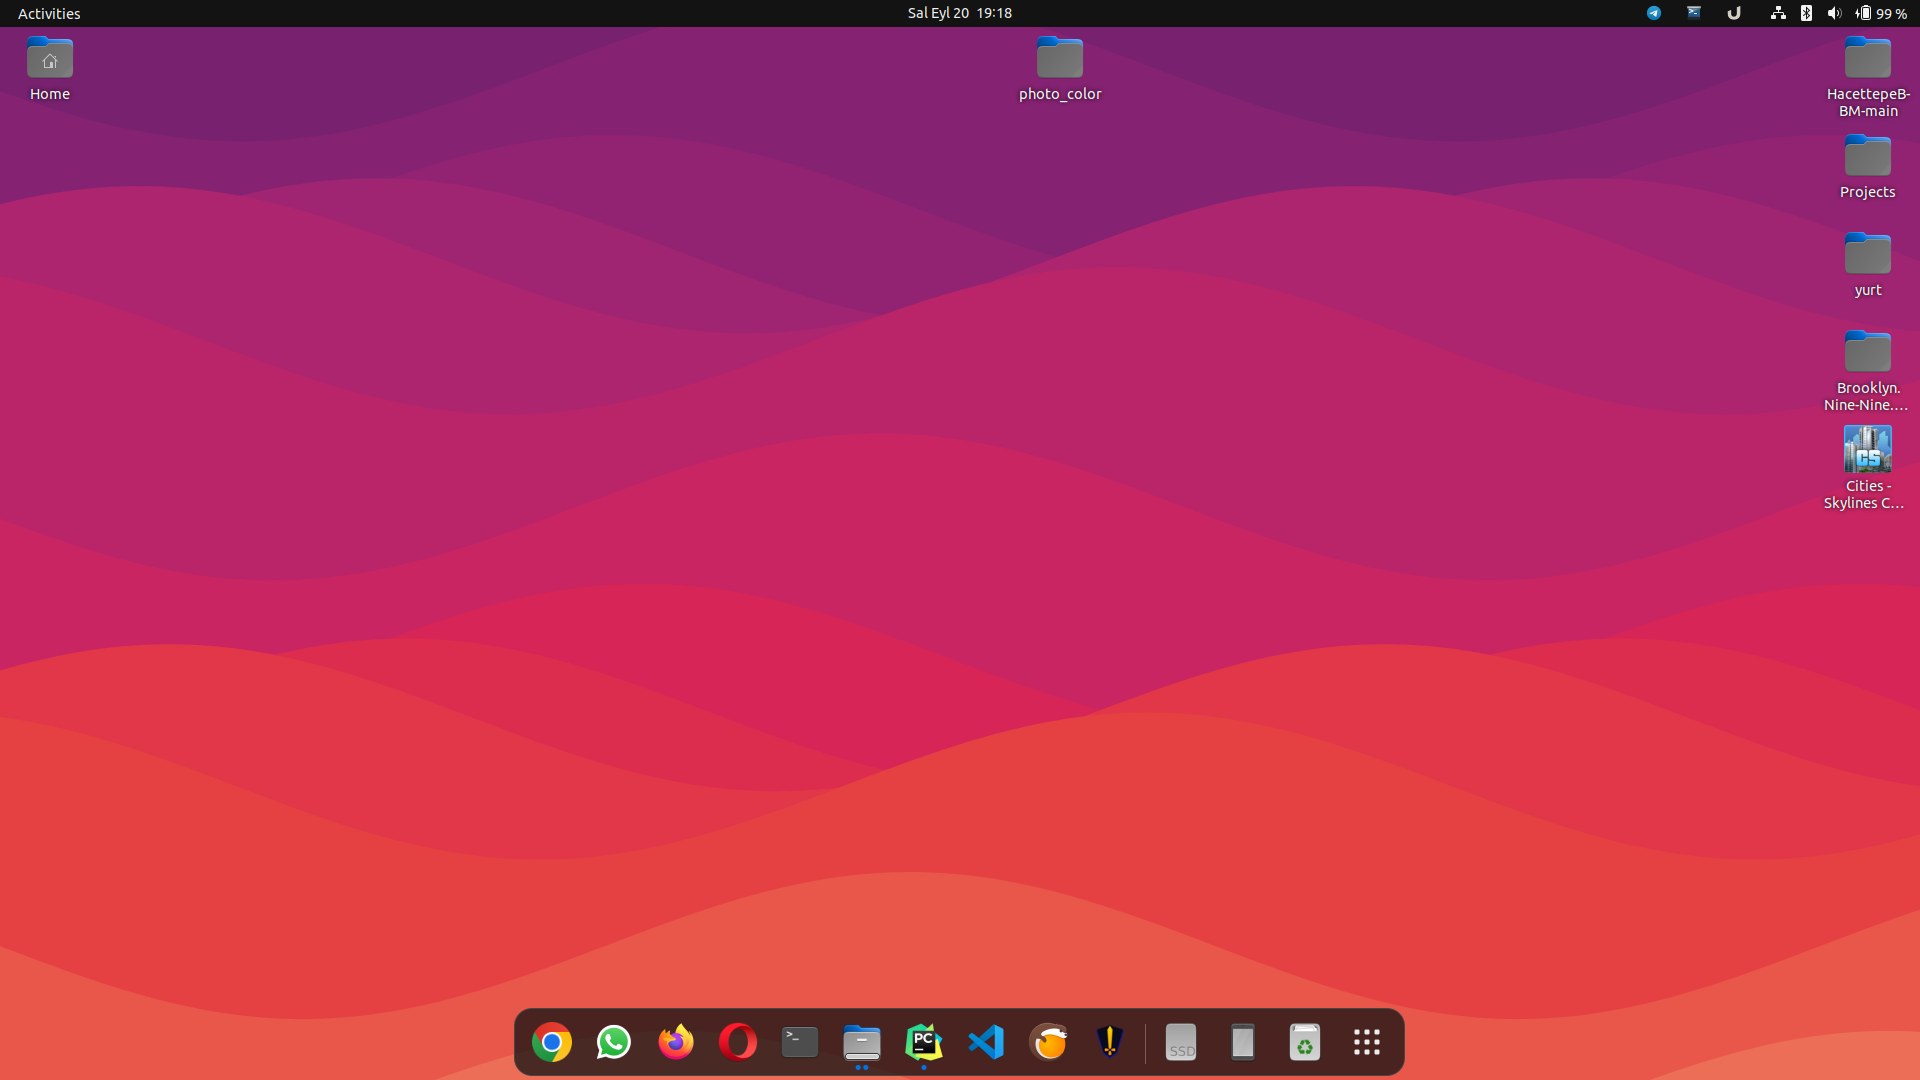 Activities
Sal Eyl 20 19:18
99 %
Home
photo_color
HacettepeB-
BM-main
Projects
yurt
Brooklyn.
Nine-Nine....
CS
Cities -
Skylines C...
>_
PC
SSD